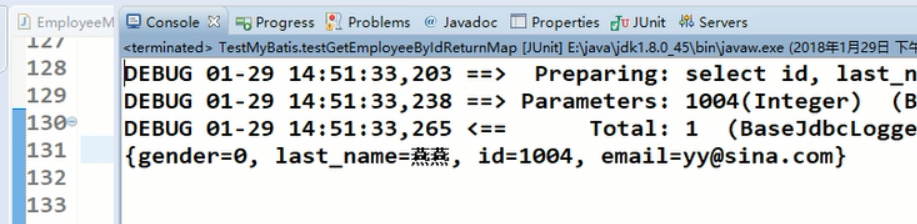 EmployeeM
Console Progress Problems @ Javadoc Properties JUnit Servers
<terminated> TestMyBatis.testGetEmployeeByIdReturnMap [JUnit] E:\java\jdk1.8.0_45\bin\javaw.exe (2018年1月29日 下午
127
128 DEBUG 01-29 14:51:33,203 ==>  Preparing: select id, last_n
129 DEBUG 01-29 14:51:33,238 ==> Parameters: 1004(Integer)  (B
130 DEBUG 01-29 14:51:33,265 <==      Total: 1  (BaseJdbcLogge
131 {gender=0, last_name=燕燕, id=1004, email=yy@sina.com}
132
133